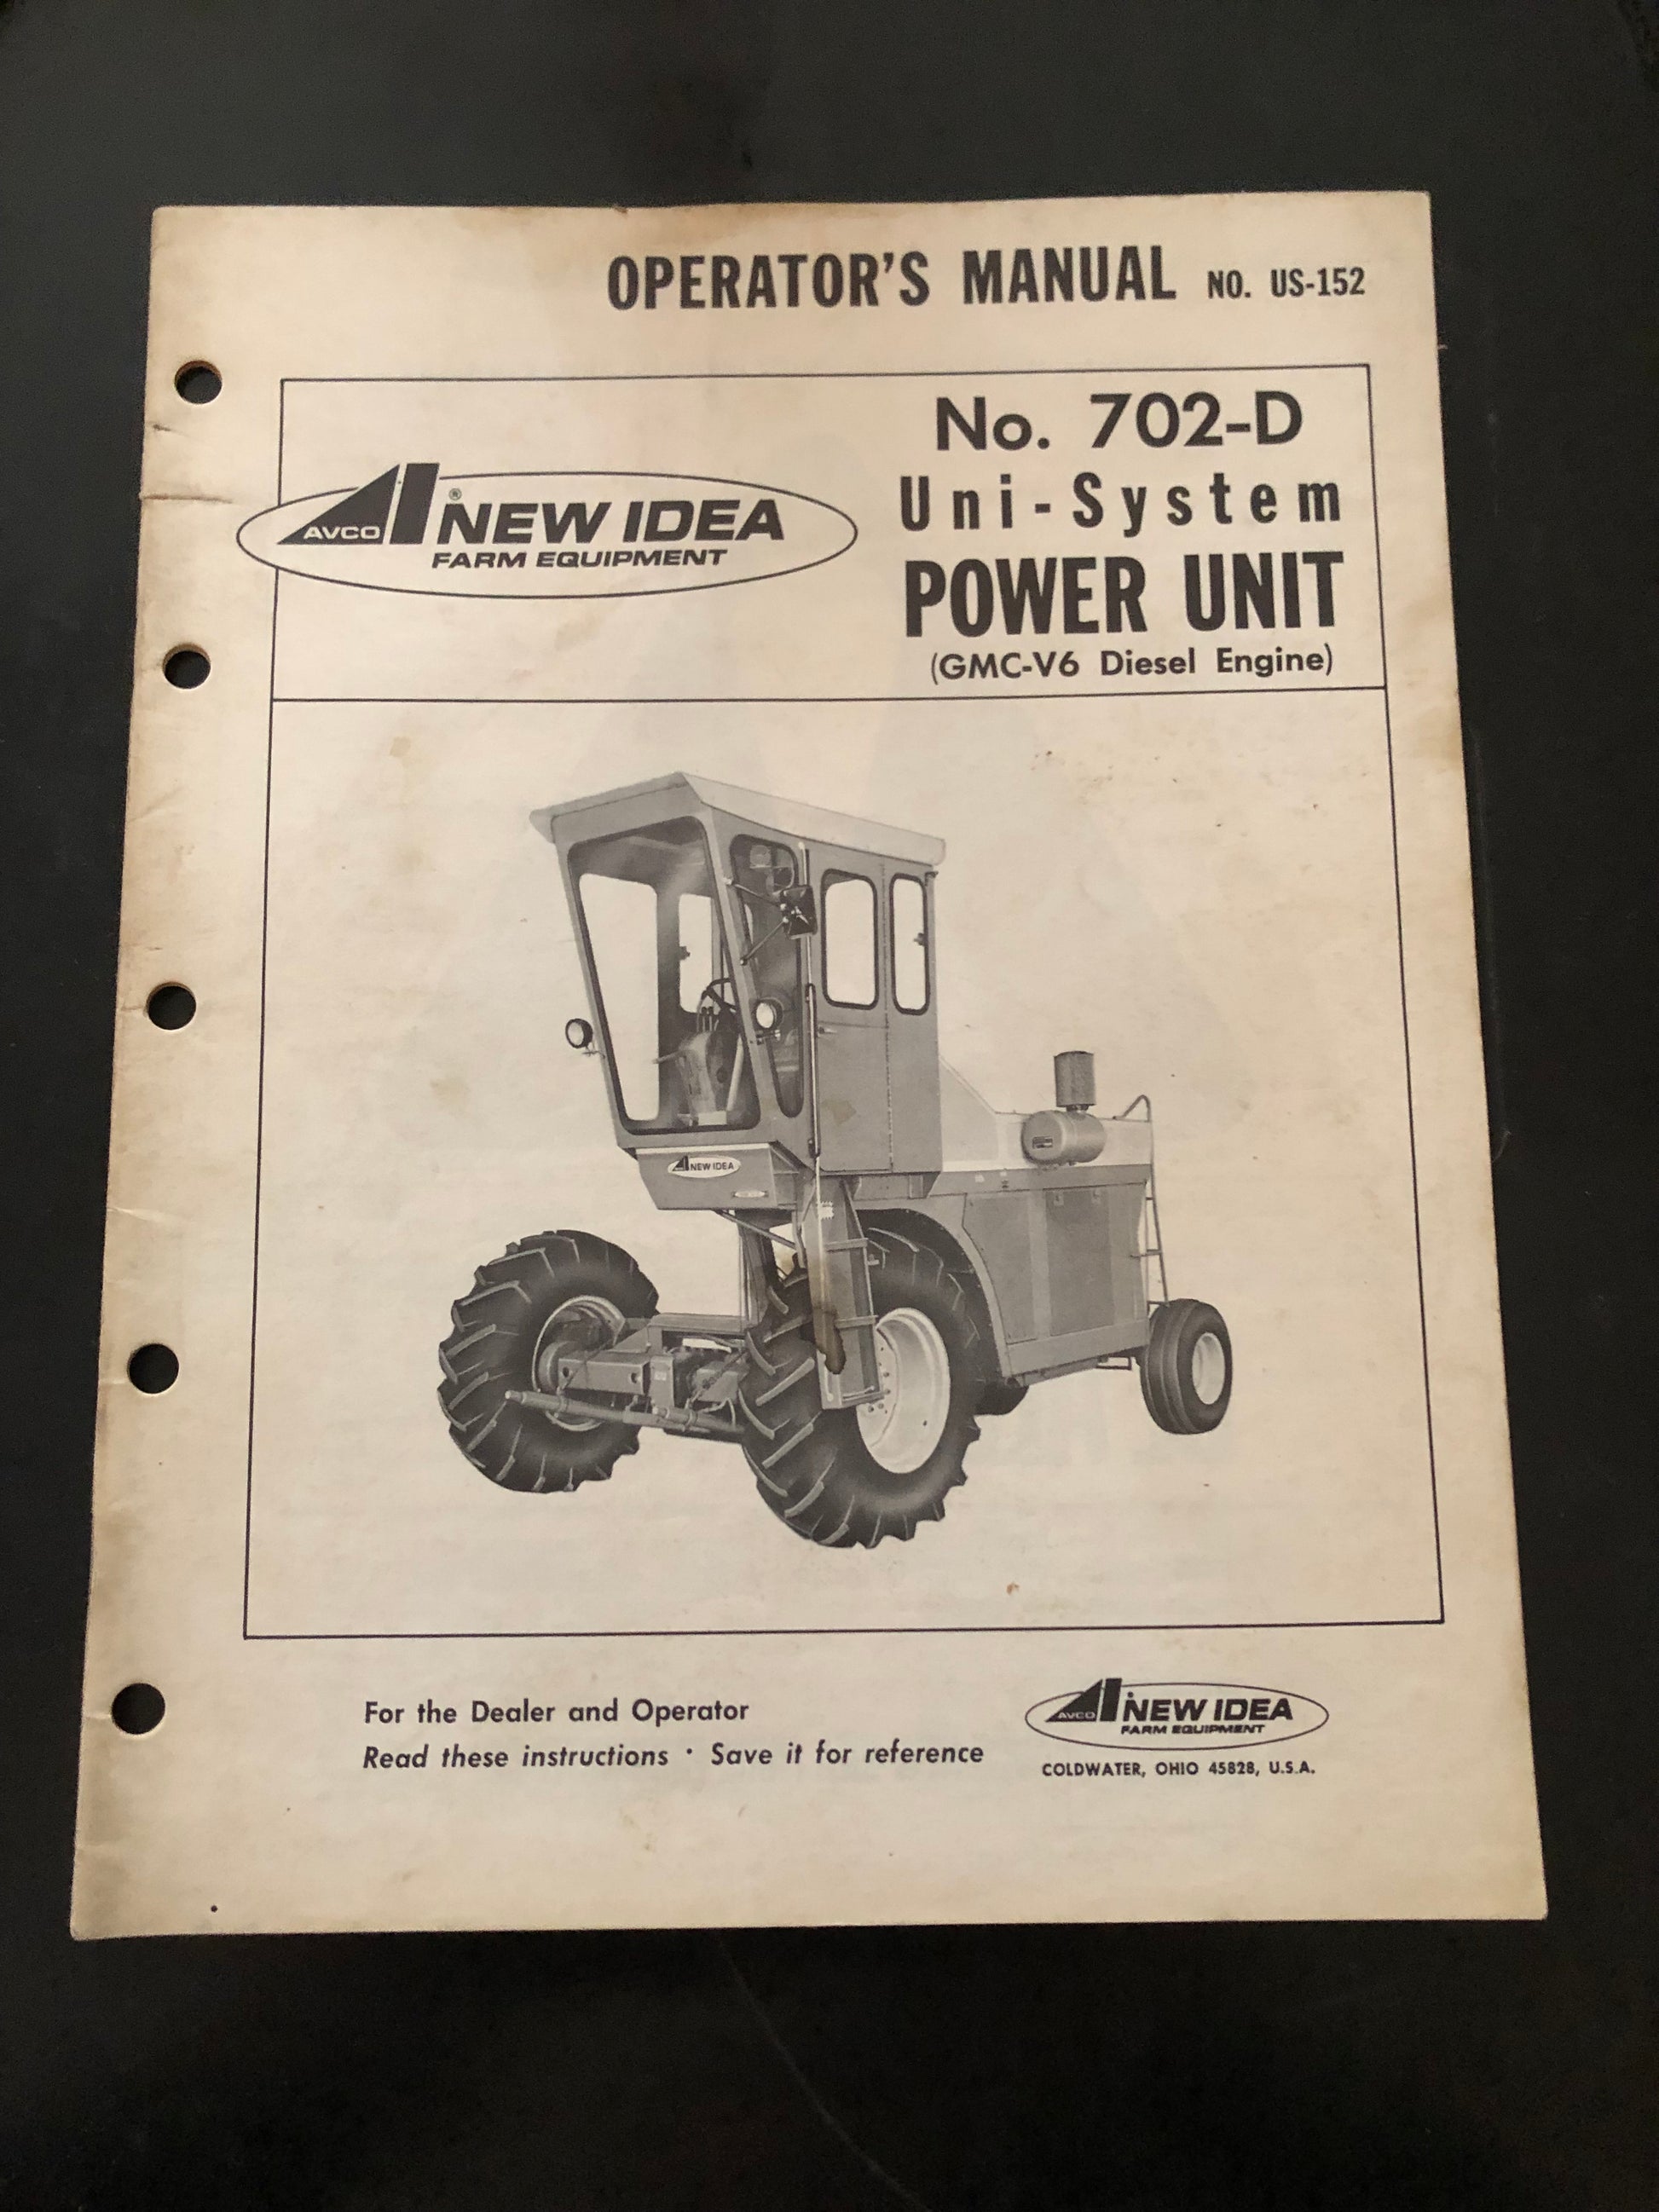 OPERATOR'S MANUAL NO. US-152
No. 702-D
Uni-System
POWER UNIT
(GMC-V6 Diesel Engine)
AVCO NEW IDEA ®
FARM EQUIPMENT
NEW IDEA
For the Dealer and Operator
Read these instructions · Save it for reference
AVCO NEW IDEA
FARM EQUIPMENT
COLDWATER, OHIO 45828, U.S.A.